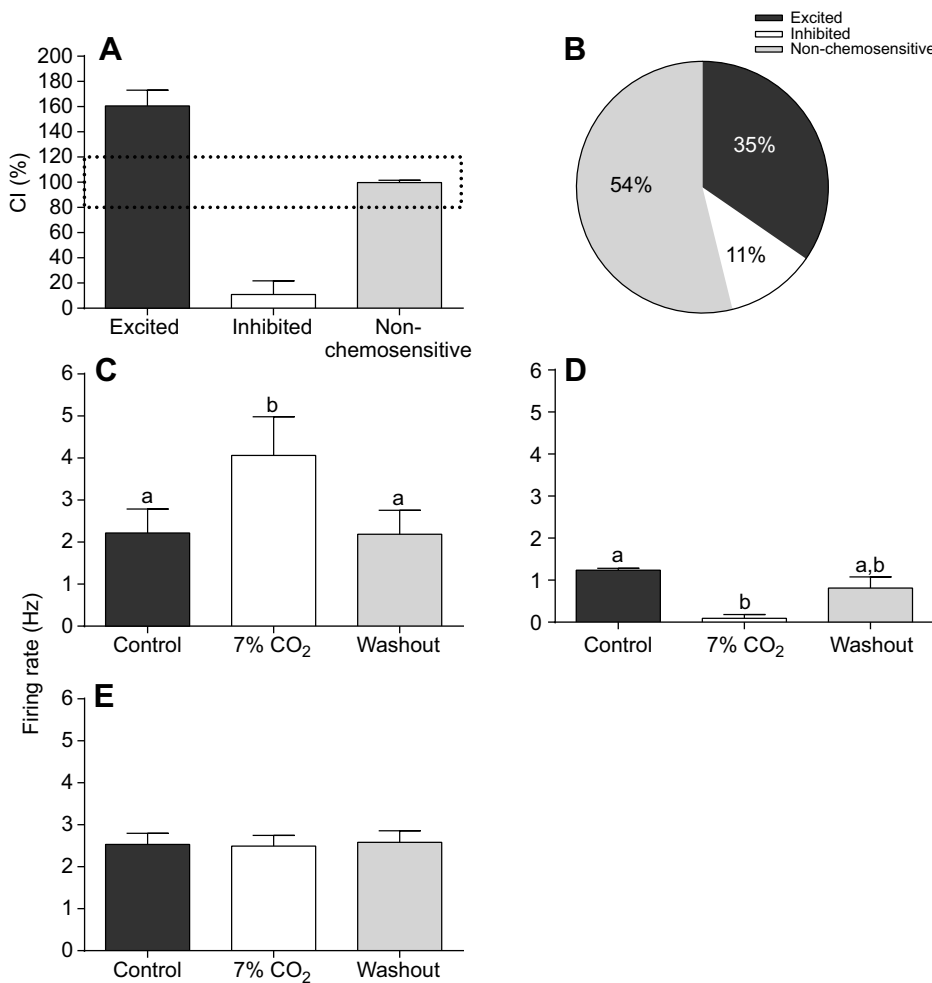 A
200
180
160
140
120
100
80
60
40
20
0
CI (%)
Excited
Inhibited
Non-
chemosensitive
B
Excited
Inhibited
Non-chemosensitive
35%
54%
11%
C
6
5
4
3
2
1
0
a
b
a
Control
7% CO₂
Washout
D
6
5
4
3
2
1
0
a
b
a,b
Control
7% CO₂
Washout
Firing rate (Hz)
E
6
5
4
3
2
1
0
Control
7% CO₂
Washout